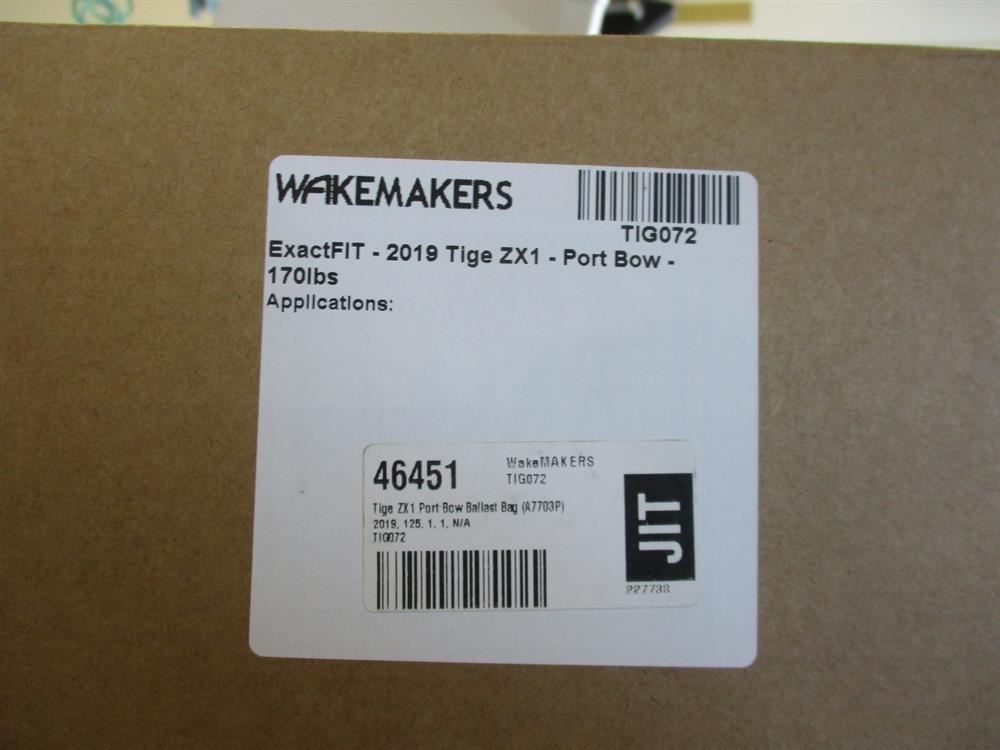 WAKEMAKERS
TIG072
ExactFIT - 2019 Tige ZX1 - Port Bow -
170lbs
Applications:
46451
WakeMAKERS
TIG072
Tige ZX1 Port Bow Ballast Bag (A7703P)
2019, 125, 1, 1, N/A
TIG072
JIT
227738